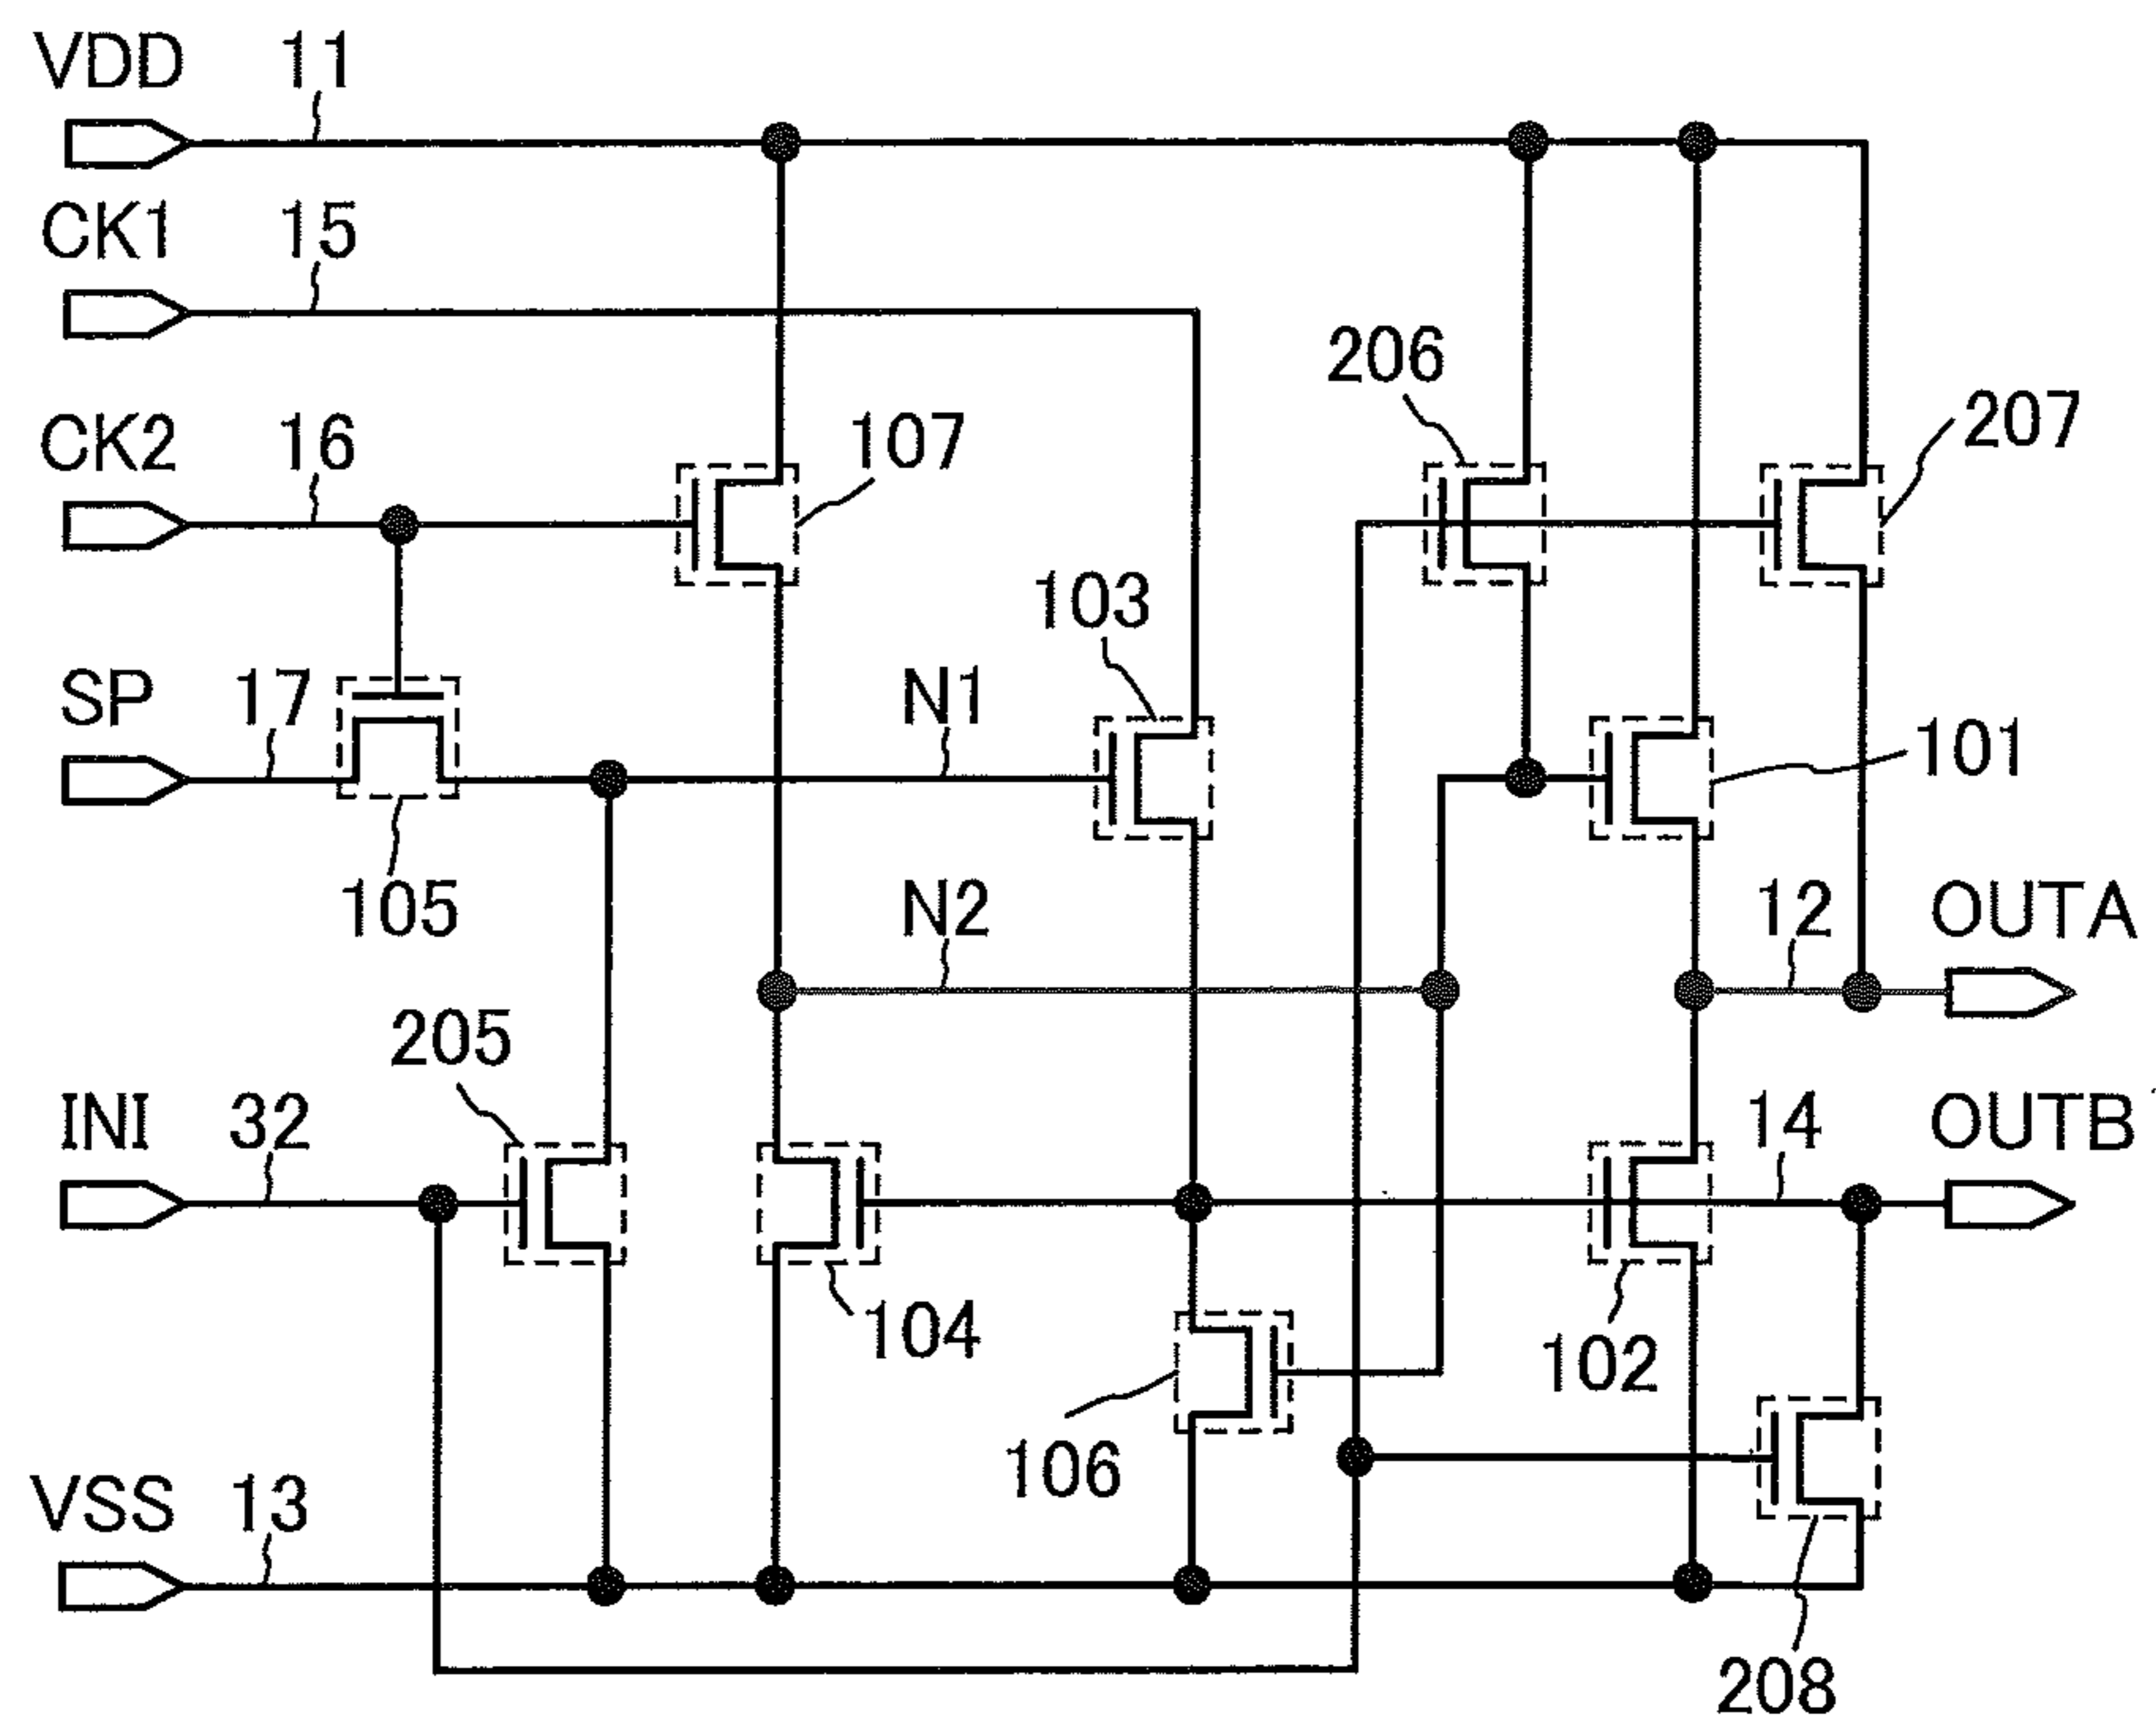 VDD 11
CK1 15
206
207
CK2 16
107
103
SP 17
N1
101
105
N2
12 OUTA
205
INI 32
14 OUTB
104
102
106
VSS 13
208